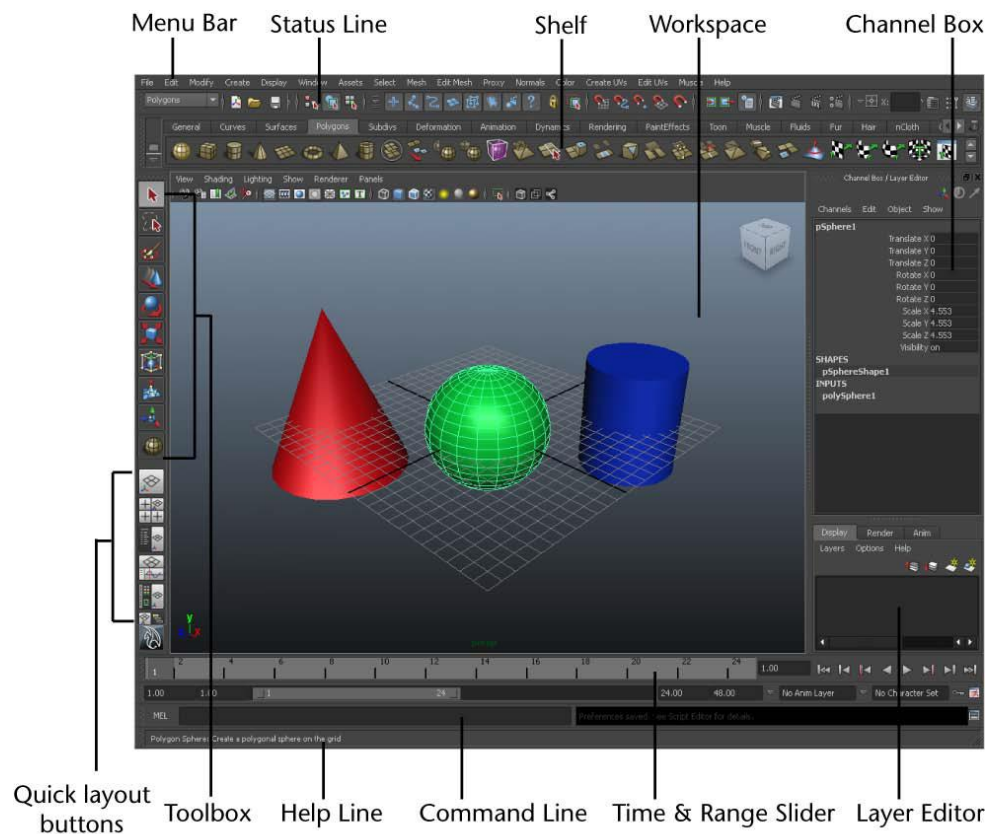 Menu Bar Status Line Shelf Workspace Channel Box
File Edit Modify Create Display Window Assets Select Mesh Edit Mesh Proxy Normals Color Create UVs Edit UVs Muscle Help
Polygons
General Curves Surfaces Polygons Subdivs Deformation Animation Dynamics Rendering PaintEffects Toon Muscle Fluids Fur Hair nCloth
View Shading Lighting Show Renderer Panels
Channel Box / Layer Editor
Channels Edit Object Show
pSphere1
Translate X 0
Translate Y 0
Translate Z 0
Rotate X 0
Rotate Y 0
Rotate Z 0
Scale X 4.553
Scale Y 4.553
Scale Z 4.553
Visibility on
SHAPES
pSphereShape1
INPUTS
polySphere1
FRONT RIGHT
Display Render Anim
Layers Options Help
y
x
persp
1 2 4 6 8 10 12 14 16 18 20 22 24 1.00
1.00 1.00 1 24 24.00 48.00 No Anim Layer No Character Set
MEL Preferences saved. See Script Editor for details.
Polygon Sphere: Create a polygonal sphere on the grid
Quick layout
buttons
Toolbox Help Line Command Line Time & Range Slider Layer Editor